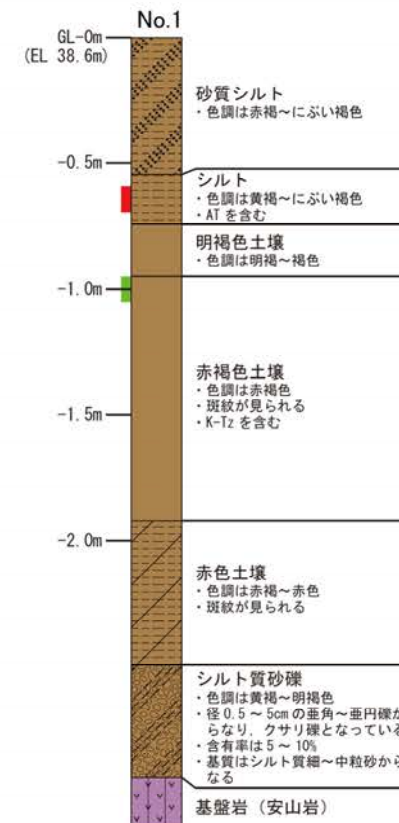 No.1
GL-0m
(EL 38.6m)
砂質シルト
・色調は赤褐～にぶい褐色
-0.5m
シルト
・色調は黄褐～にぶい褐色
・AT を含む
明褐色土壌
・色調は明褐～褐色
-1.0m
赤褐色土壌
・色調は赤褐色
・斑紋が見られる
・K-Tz を含む
-1.5m
-2.0m
赤色土壌
・色調は赤褐～赤色
・斑紋が見られる
シルト質砂礫
・色調は黄褐～明褐色
・径 0.5 ～ 5cm の亜角～亜円礫か
らなり，クサリ礫となっている
・含有率は 5 ～ 10%
・基質はシルト質細～中粒砂から
なる
基盤岩（安山岩）